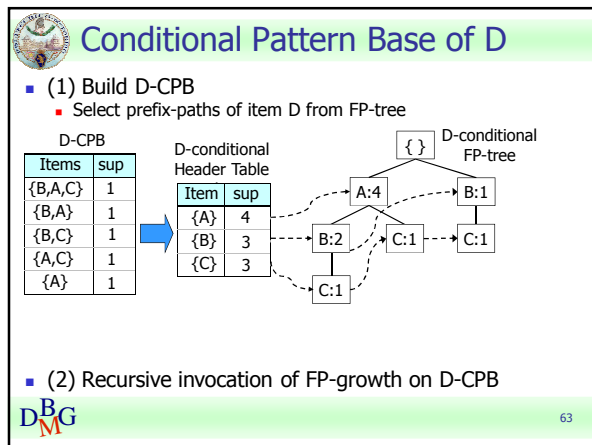 Conditional Pattern Base of D
(1) Build D-CPB
Select prefix-paths of item D from FP-tree
D-CPB
Items sup
{B,A,C} 1
{B,A} 1
{B,C} 1
{A,C} 1
{A} 1
D-conditional
Header Table
Item sup
{A} 4
{B} 3
{C} 3
D-conditional
FP-tree
{ }
A:4 B:1
B:2 C:1 C:1
C:1
(2) Recursive invocation of FP-growth on D-CPB
DBMG
63